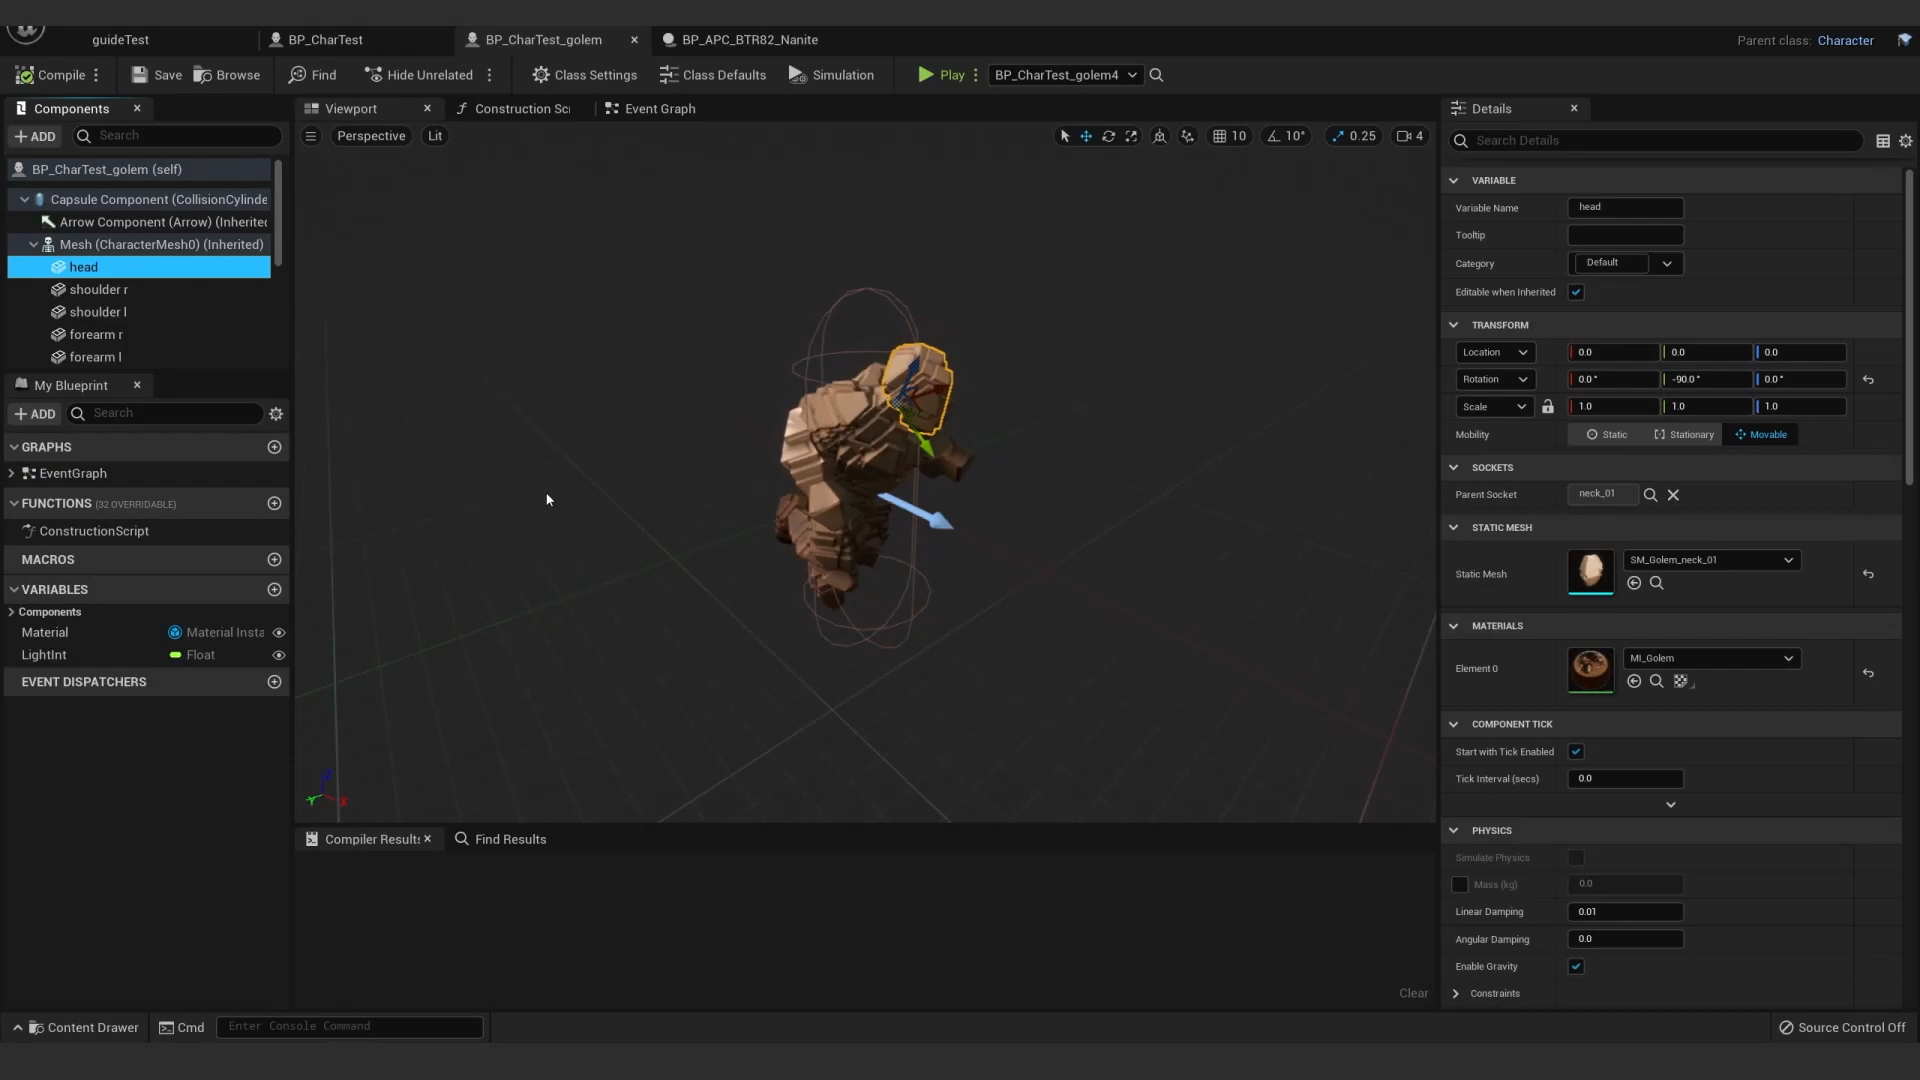 guideTest
BP_CharTest
BP_CharTest_golem
BP_APC_BTR82_Nanite
Parent class: Character
Compile
Save
Browse
Find
Hide Unrelated
Class Settings
Class Defaults
Simulation
Play
BP_CharTest_golem4
Components
ADD
Search
BP_CharTest_golem (self)
Capsule Component (CollisionCylinde
Arrow Component (Arrow) (Inherited
Mesh (CharacterMesh0) (Inherited)
head
shoulder r
shoulder l
forearm r
forearm l
My Blueprint
ADD
Search
GRAPHS
EventGraph
FUNCTIONS (32 OVERRIDABLE)
ConstructionScript
MACROS
VARIABLES
Components
Material
Material Insta
LightInt
Float
EVENT DISPATCHERS
Viewport
Construction Sc
Event Graph
Perspective
Lit
10
10°
0.25
4
Z
Y
X
Compiler Results
Find Results
Clear
Details
Search Details
VARIABLE
Variable Name
head
Tooltip
Category
Default
Editable when Inherited
TRANSFORM
Location
0.0
0.0
0.0
Rotation
0.0 °
-90.0 °
0.0 °
Scale
1.0
1.0
1.0
Mobility
Static
Stationary
Movable
SOCKETS
Parent Socket
neck_01
STATIC MESH
Static Mesh
SM_Golem_neck_01
MATERIALS
Element 0
MI_Golem
COMPONENT TICK
Start with Tick Enabled
Tick Interval (secs)
0.0
PHYSICS
Simulate Physics
Mass (kg)
0.0
Linear Damping
0.01
Angular Damping
0.0
Enable Gravity
Constraints
Content Drawer
Cmd
Enter Console Command
Source Control Off